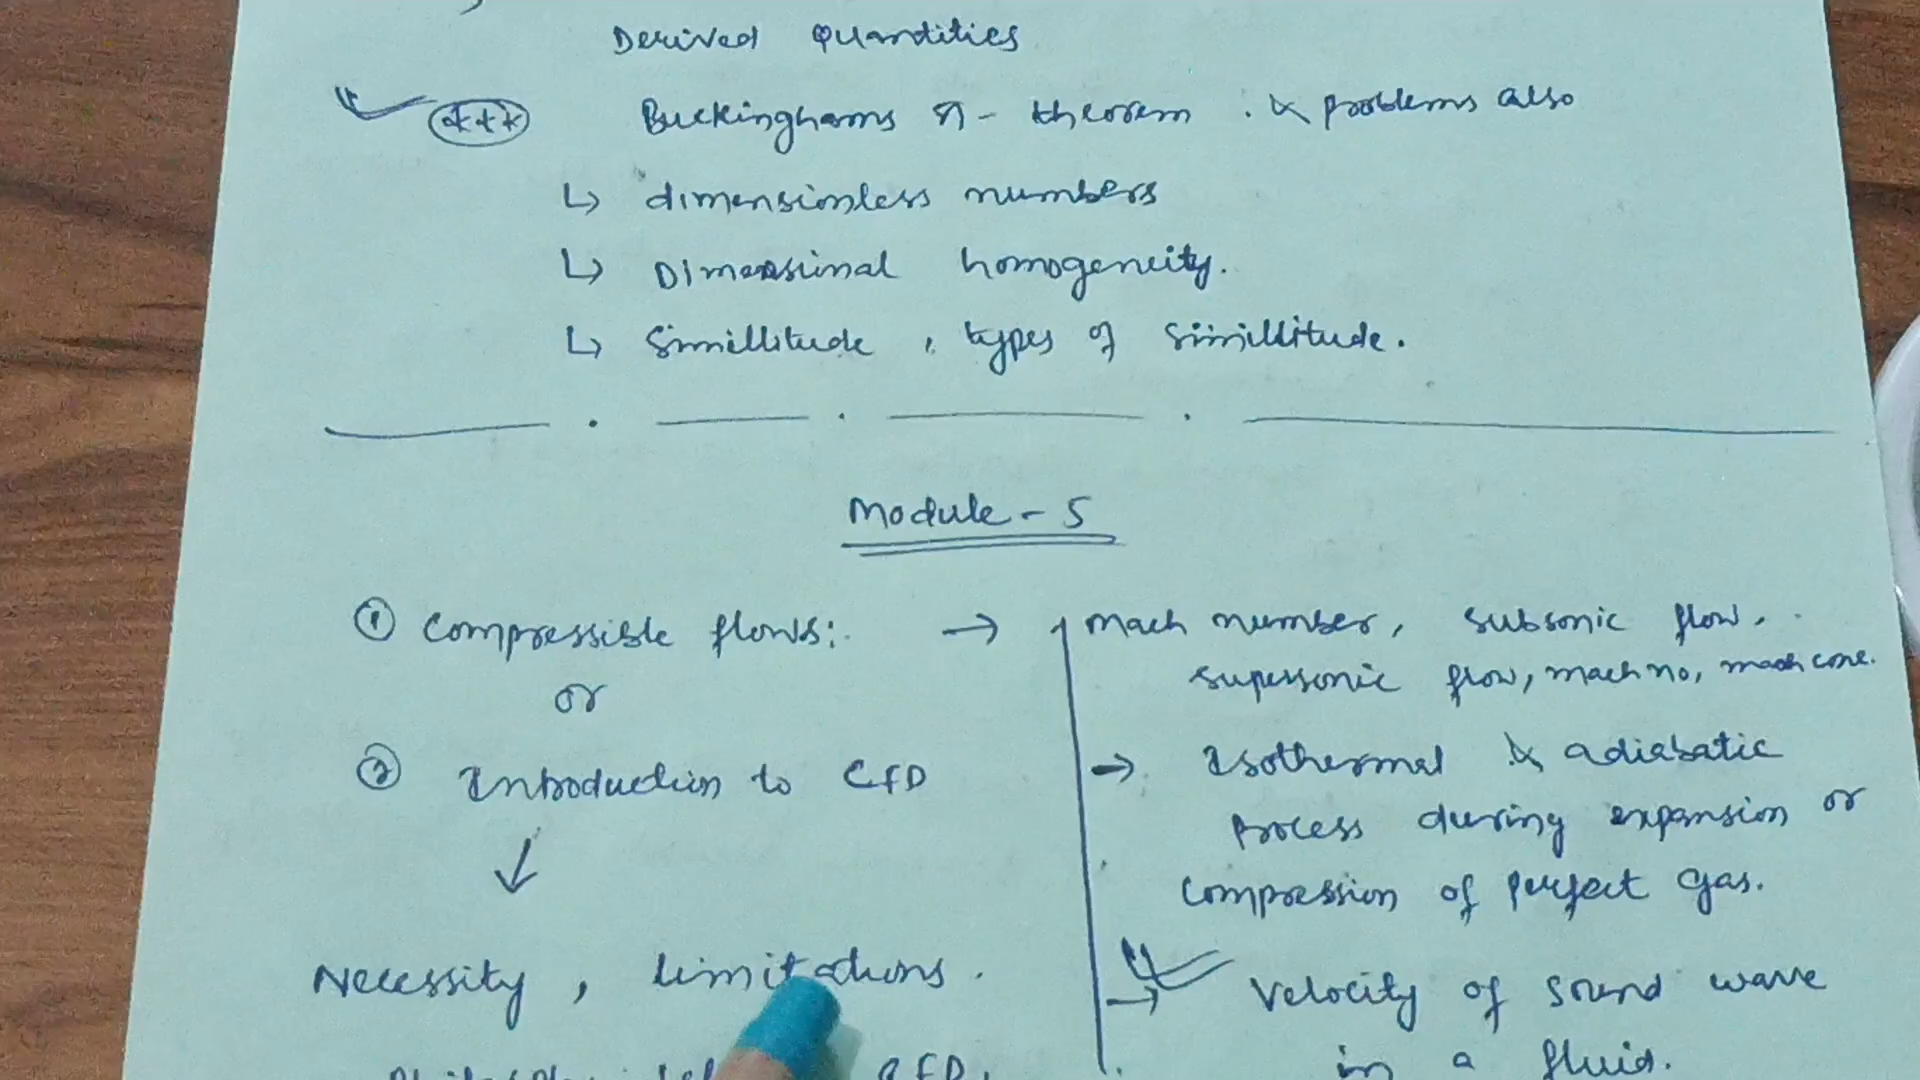 Derived Quantities
*** Buckinghams π - theorem . & problems also
↳ dimensionless numbers
↳ Dimensional homogeneity.
↳ Simillitude , types of simillitude.
Module - 5
① Compressible flows: → Mach number, subsonic flow,
supersonic flow, mach no, mach cone.
or
② Introduction to CFD
↓
Necessity , limitations .
CFD,
→ Isothermal & adiabatic
process during expansion or
compression of perfect gas.
→ Velocity of sound wave
in a fluid.